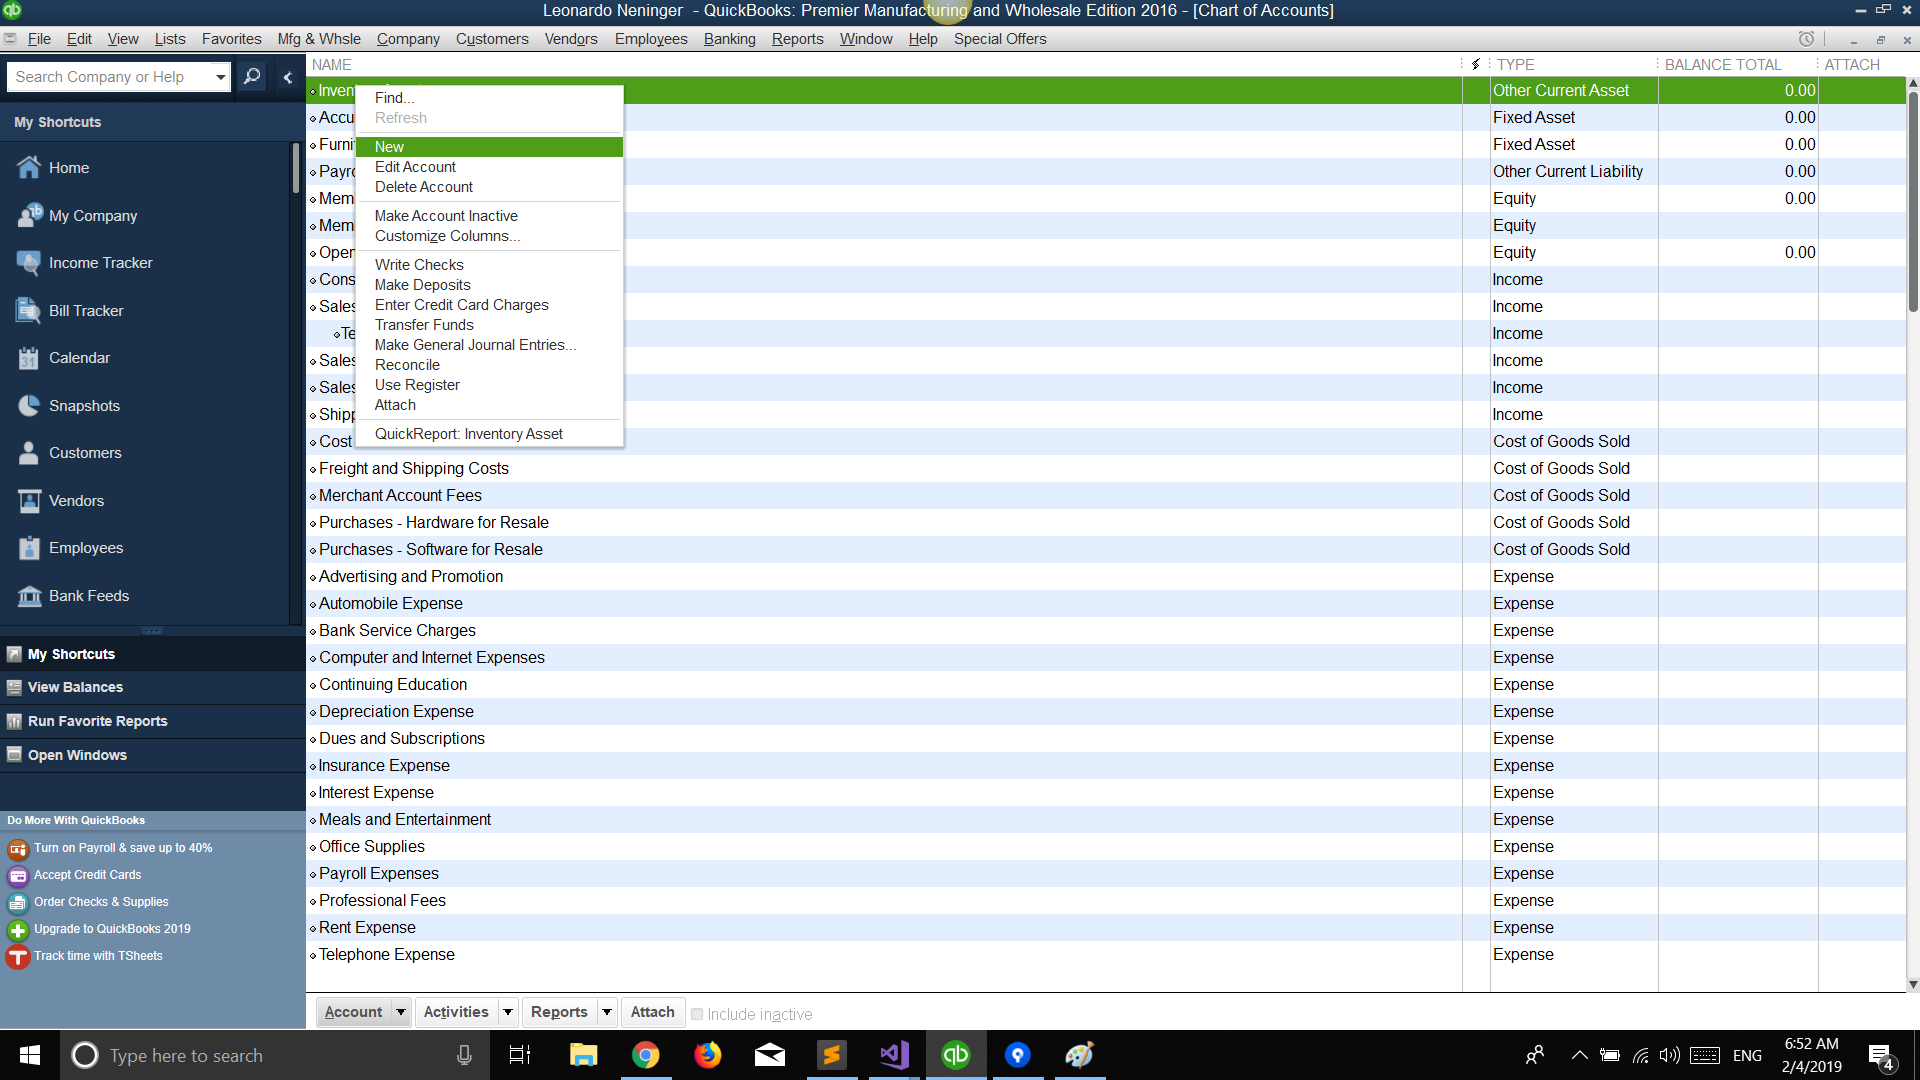 Leonardo Neninger - QuickBooks: Premier Manufacturing and Wholesale Edition 2016 - [Chart of Accounts]
File Edit View Lists Favorites Mfg & Whsle Company Customers Vendors Employees Banking Reports Window Help Special Offers
Search Company or Help
My Shortcuts
Home
My Company
Income Tracker
Bill Tracker
Calendar
Snapshots
Customers
Vendors
Employees
Bank Feeds
My Shortcuts
View Balances
Run Favorite Reports
Open Windows
Do More With QuickBooks
Turn on Payroll & save up to 40%
Accept Credit Cards
Order Checks & Supplies
Upgrade to QuickBooks 2019
Track time with TSheets
NAME TYPE BALANCE TOTAL ATTACH
Other Current Asset 0.00
Fixed Asset 0.00
Furni Fixed Asset 0.00
Other Current Liability 0.00
Equity 0.00
Equity
Open Equity 0.00
Cons Income
Sales Income
Te Income
Sales Income
Sales Income
Shipp Income
Cost Cost of Goods Sold
Freight and Shipping Costs Cost of Goods Sold
Merchant Account Fees Cost of Goods Sold
Purchases - Hardware for Resale Cost of Goods Sold
Purchases - Software for Resale Cost of Goods Sold
Advertising and Promotion Expense
Automobile Expense Expense
Bank Service Charges Expense
Computer and Internet Expenses Expense
Continuing Education Expense
Depreciation Expense Expense
Dues and Subscriptions Expense
Insurance Expense Expense
Interest Expense Expense
Meals and Entertainment Expense
Office Supplies Expense
Payroll Expenses Expense
Professional Fees Expense
Rent Expense Expense
Telephone Expense Expense
Find...
Refresh
New
Edit Account
Delete Account
Make Account Inactive
Customize Columns...
Write Checks
Make Deposits
Enter Credit Card Charges
Transfer Funds
Make General Journal Entries...
Reconcile
Use Register
Attach
QuickReport: Inventory Asset
Account Activities Reports Attach Include inactive
Type here to search
ENG
6:52 AM
2/4/2019
4